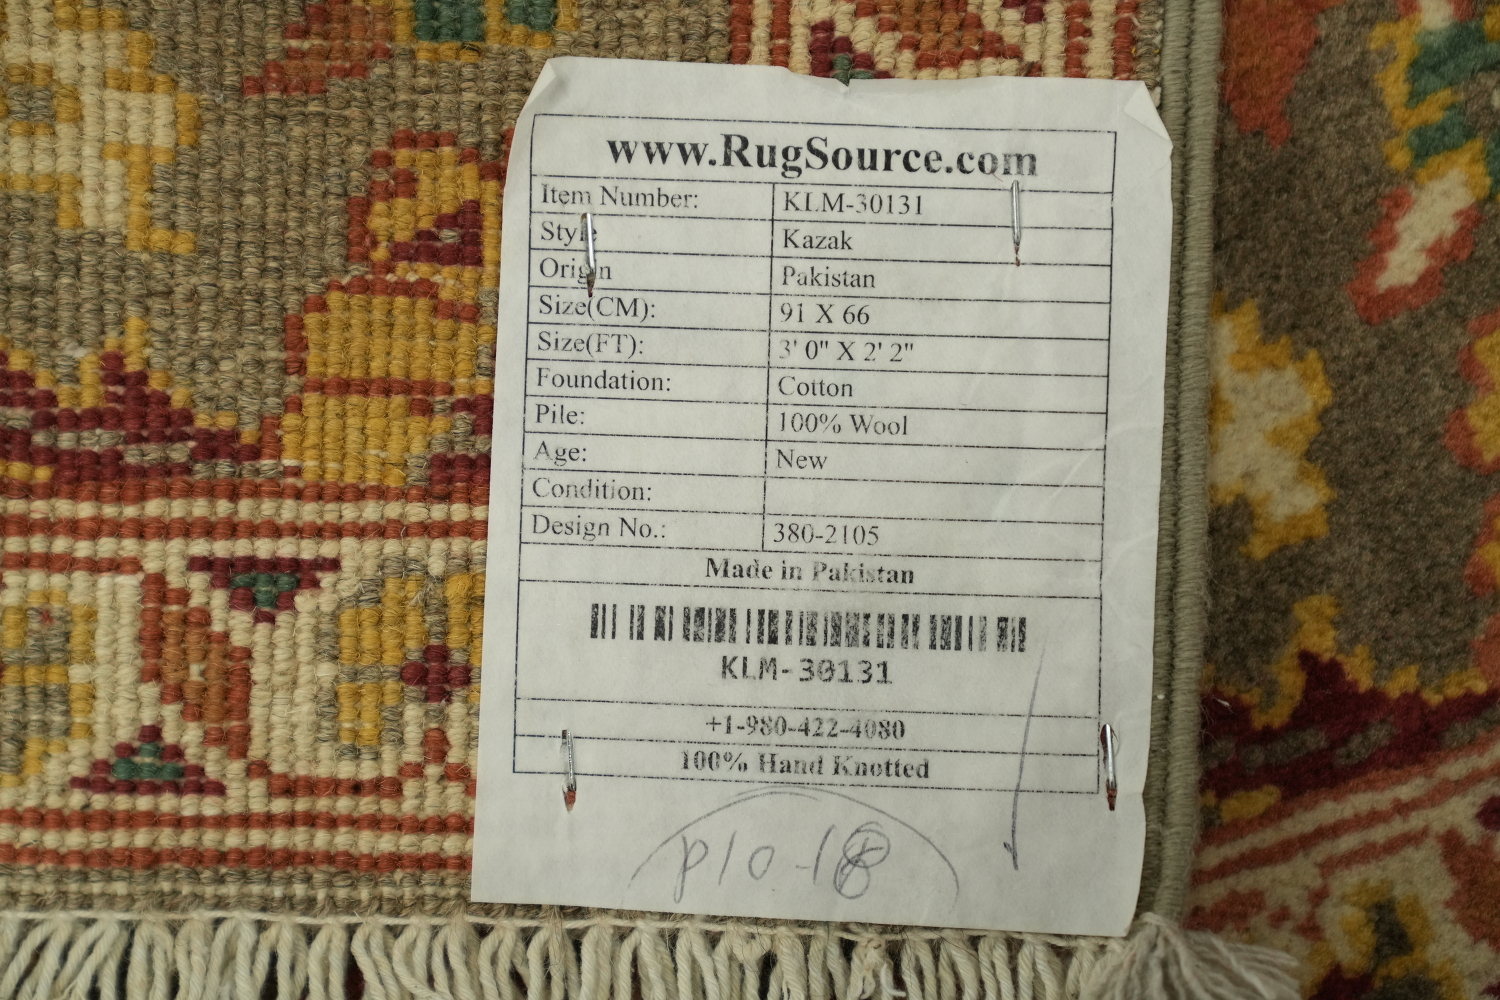 www.RugSource.com
Item Number: KLM-30131
Style Kazak
Origin Pakistan
Size(CM): 91 X 66
Size(FT): 3' 0" X 2' 2"
Foundation: Cotton
Pile: 100% Wool
Age: New
Condition:
Design No.: 380-2105
Made in Pakistan
KLM-30131
+1-980-422-4080
100% Hand Knotted